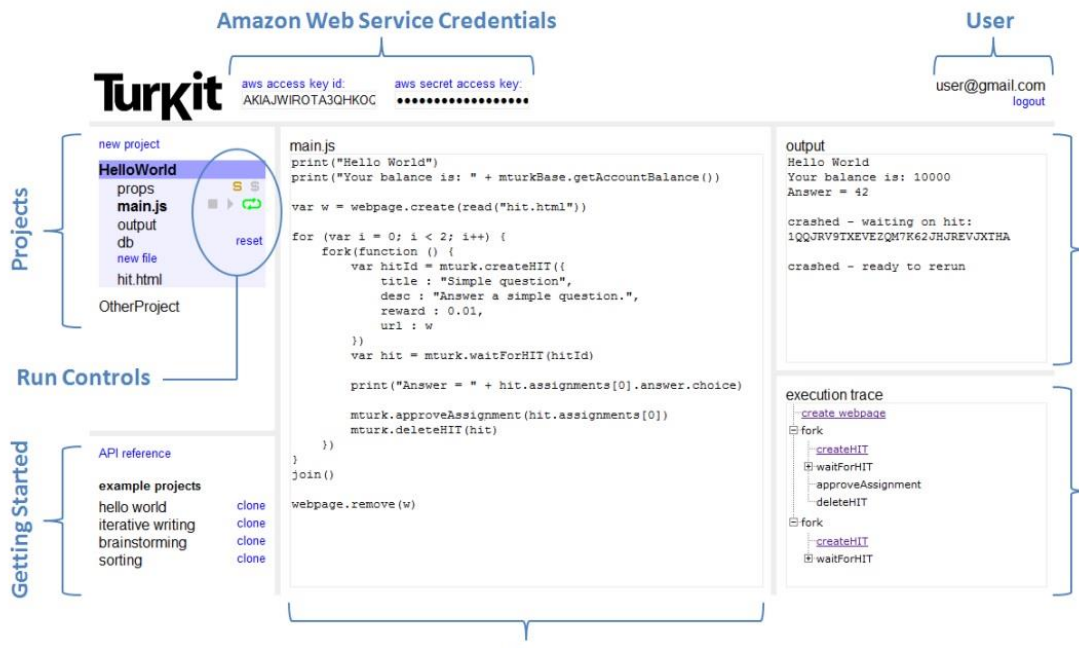 Amazon Web Service Credentials
User
Turkit
aws access key id:
AKIAJWIROTA3QHKOC
aws secret access key:
••••••••••••••••••
user@gmail.com
logout
Projects
new project
HelloWorld
props
S S
main.js
output
db
reset
new file
hit.html
OtherProject
Run Controls
Getting Started
API reference
example projects
hello world clone
iterative writing clone
brainstorming clone
sorting clone
main.js
print("Hello World")
print("Your balance is: " + mturkBase.getAccountBalance())
var w = webpage.create(read("hit.html"))
for (var i = 0; i < 2; i++) {
fork(function () {
var hitId = mturk.createHIT({
title : "Simple question",
desc : "Answer a simple question.",
reward : 0.01,
url : w
})
var hit = mturk.waitForHIT(hitId)
print("Answer = " + hit.assignments[0].answer.choice)
mturk.approveAssignment(hit.assignments[0])
mturk.deleteHIT(hit)
})
}
join()
webpage.remove(w)
output
Hello World
Your balance is: 10000
Answer = 42
crashed - waiting on hit:
1QQJRV9TXEVEZQM7K62JHJREVJXTHA
crashed - ready to rerun
execution trace
create webpage
fork
createHIT
waitForHIT
approveAssignment
deleteHIT
fork
createHIT
waitForHIT